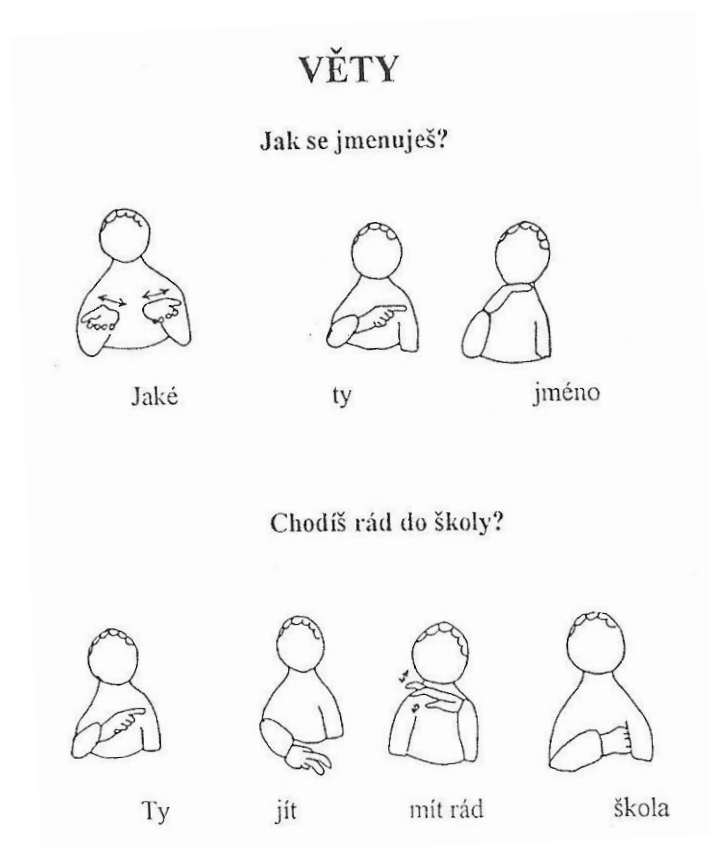 VĚTY
Jak se jmenuješ?
Jaké ty jméno
Chodíš rád do školy?
Ty jít mít rád škola